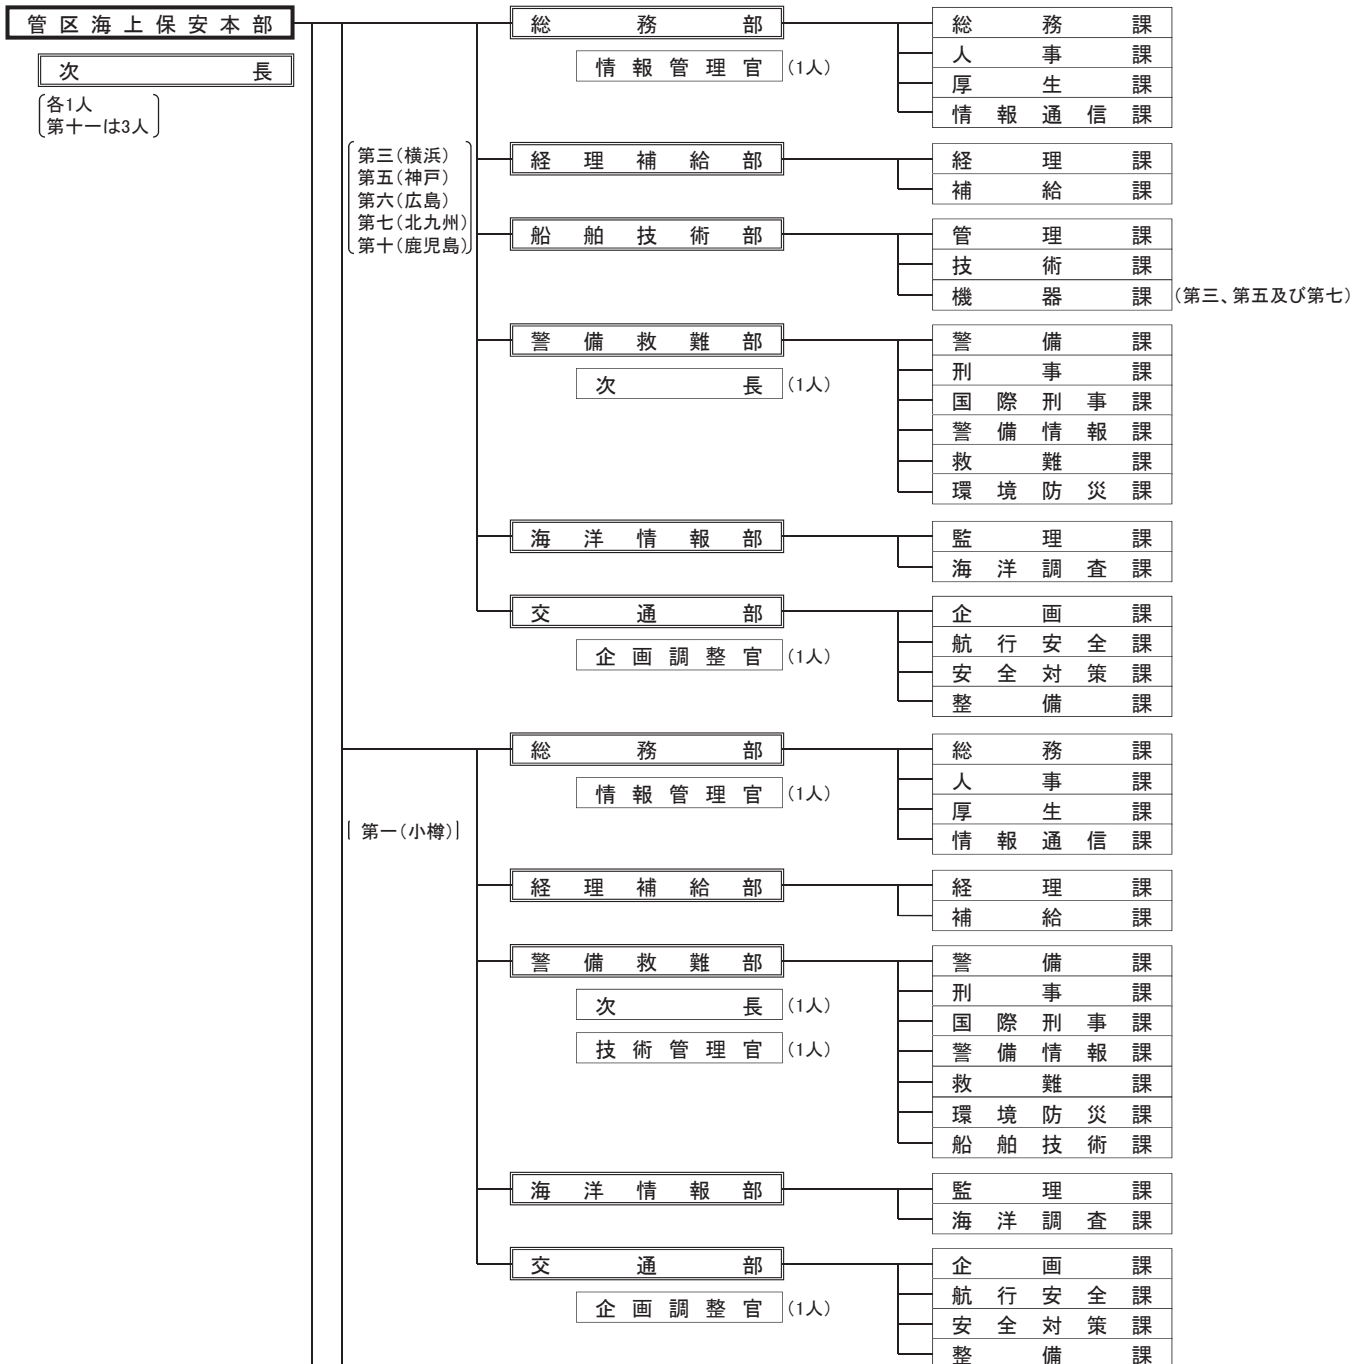 管区海上保安本部
次長
各1人
第十一は3人
第三（横浜）
第五（神戸）
第六（広島）
第七（北九州）
第十（鹿児島）
総務部
情報管理官（1人）
総務課
人事課
厚生課
情報通信課
経理補給部
経理課
補給課
船舶技術部
管理課
技術課
機器課（第三、第五及び第七）
警備救難部
次長（1人）
警備課
刑事課
国際刑事課
警備情報課
救難課
環境防災課
海洋情報部
監理課
海洋調査課
交通部
企画調整官（1人）
企画課
航行安全課
安全対策課
整備課
第一（小樽）
総務部
情報管理官（1人）
総務課
人事課
厚生課
情報通信課
経理補給部
経理課
補給課
警備救難部
次長（1人）
技術管理官（1人）
警備課
刑事課
国際刑事課
警備情報課
救難課
環境防災課
船舶技術課
海洋情報部
監理課
海洋調査課
交通部
企画調整官（1人）
企画課
航行安全課
安全対策課
整備課